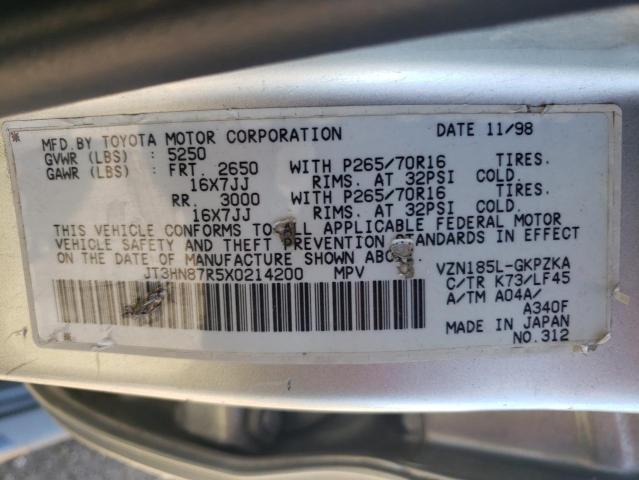 MFD.BY TOYOTA MOTOR CORPORATION DATE 11/98
GVWR (LBS) : 5250
GAWR (LBS) : FRT. 2650 WITH P265/70R16 TIRES.
16X7JJ RIMS. AT 32PSI COLD.
RR. 3000 WITH P265/70R16 TIRES.
16X7JJ RIMS. AT 32PSI COLD.
THIS VEHICLE CONFORMS TO ALL APPLICABLE FEDERAL MOTOR
VEHICLE SAFETY AND THEFT PREVENTION STANDARDS IN EFFECT
ON THE DATE OF MANUFACTURE SHOWN ABOVE.
JT3HN87R5X0214200 MPV VZN185L-GKPZKA
C/TR K73/LF45
A/TM A04A/
A340F
MADE IN JAPAN
NO.312